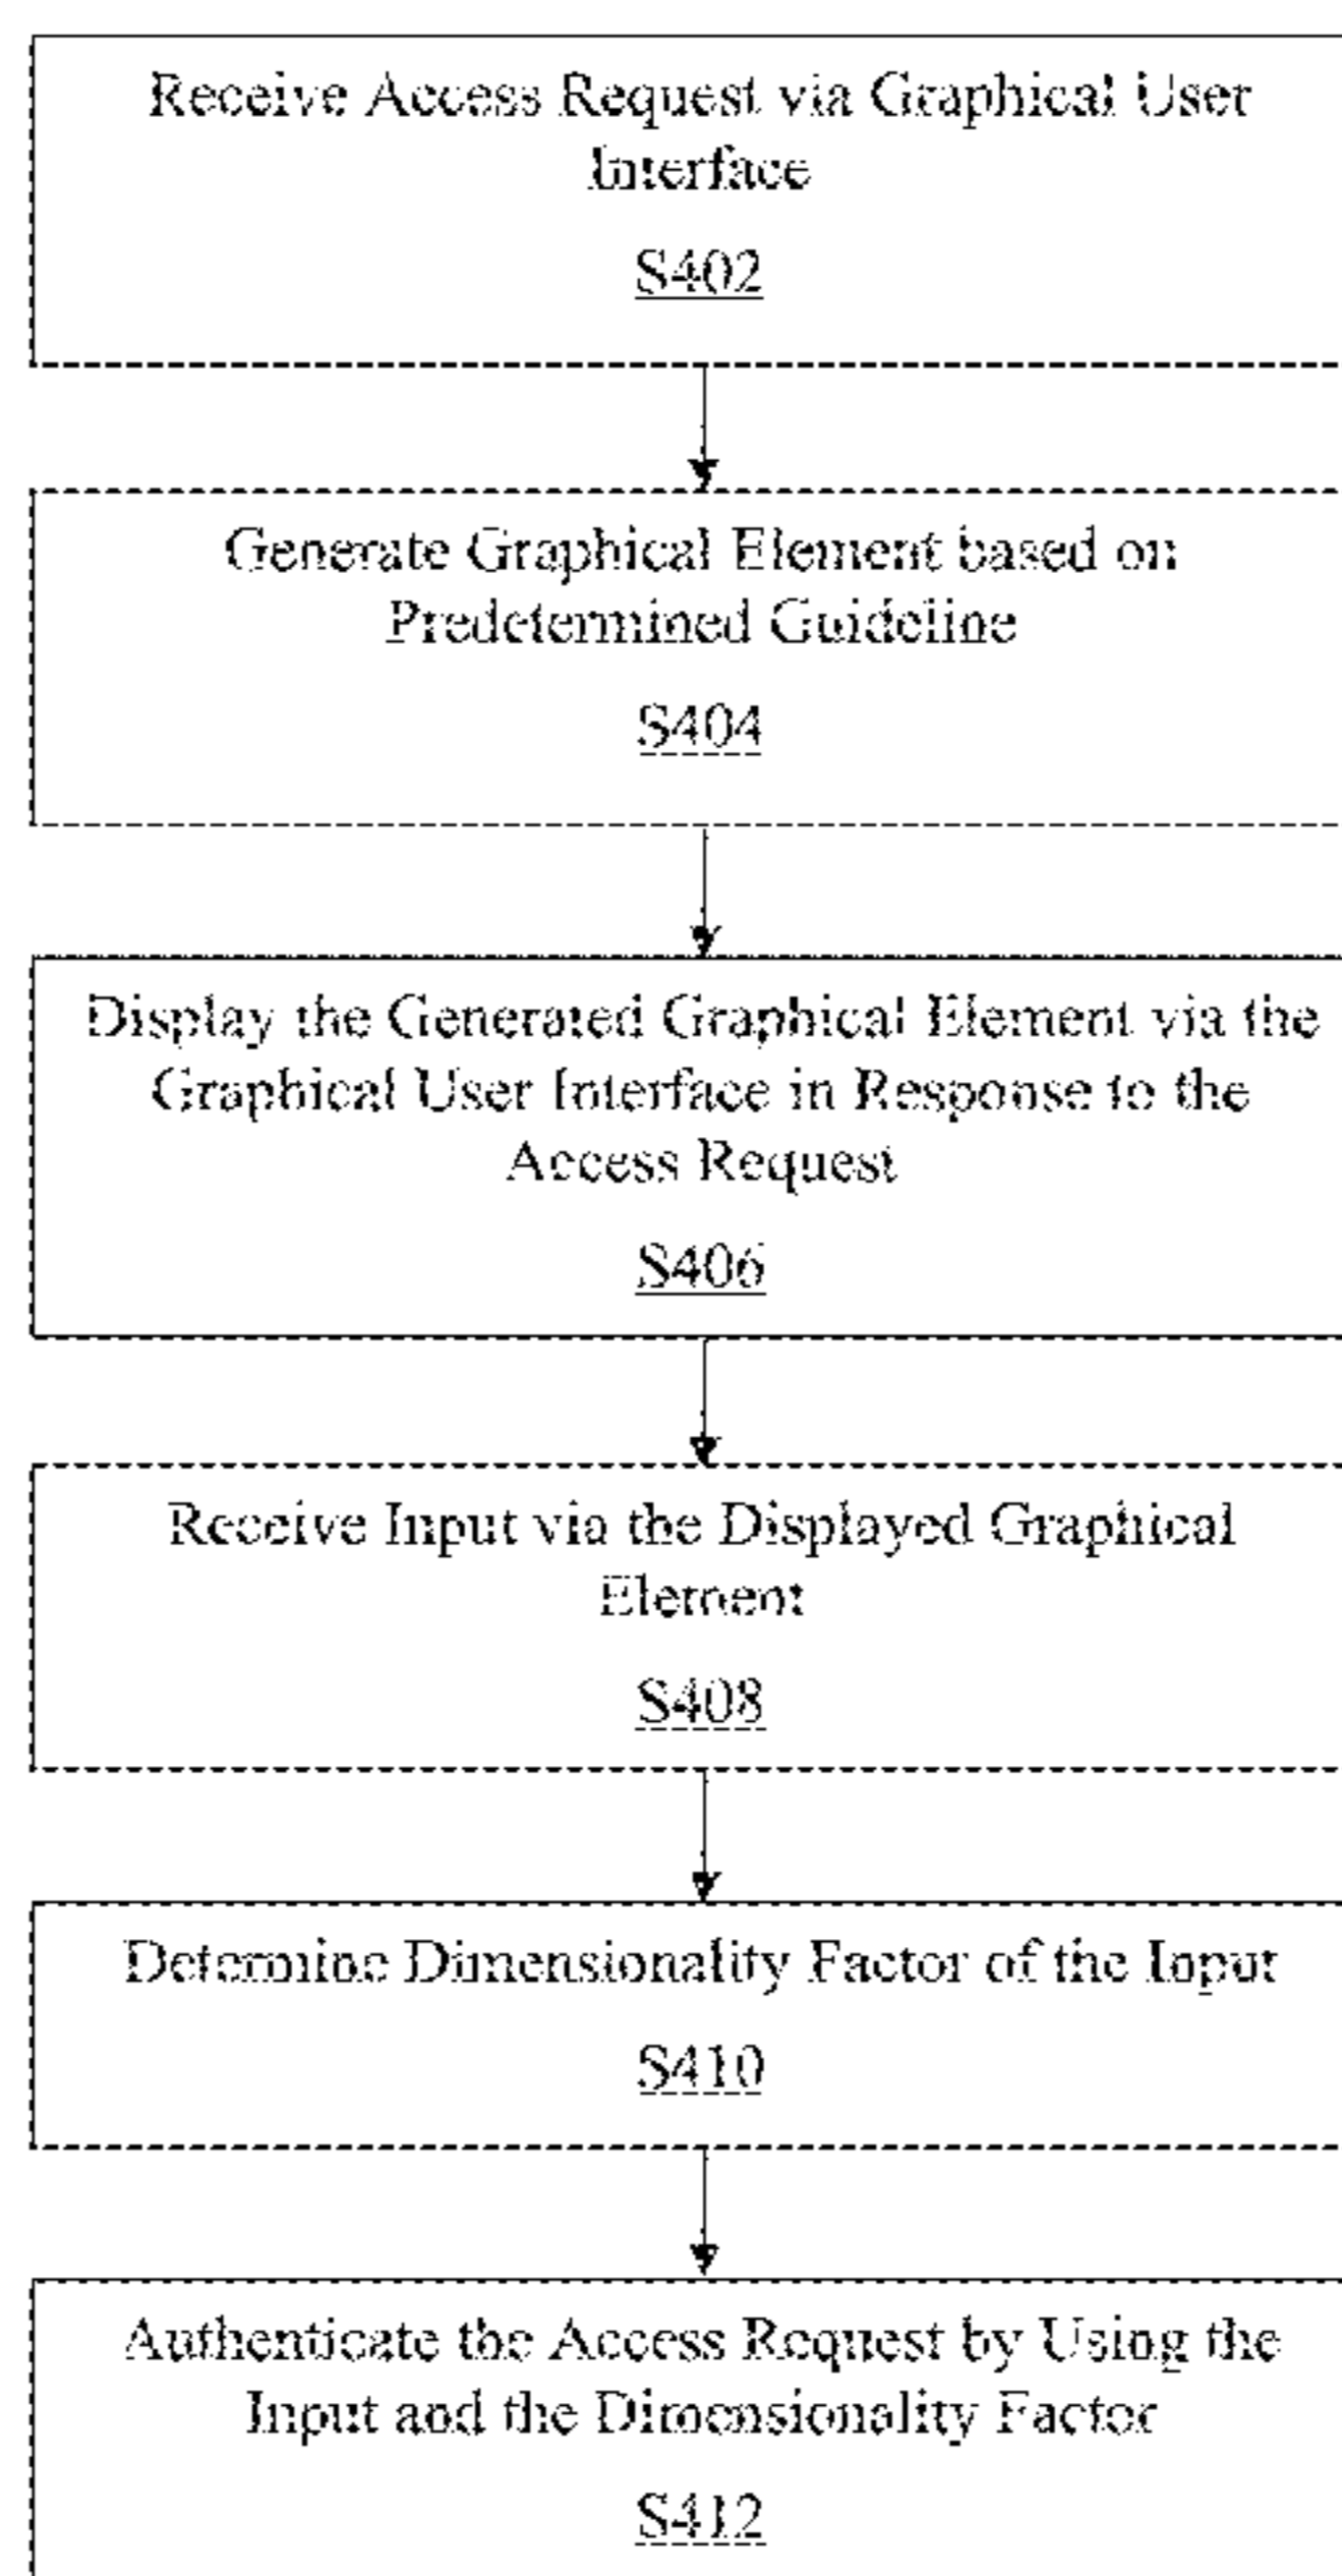 Receive Access Request via Graphical User
Interface
S402
Generate Graphical Element based on
Predetermined Guideline
S404
Display the Generated Graphical Element via the
Graphical User Interface in Response to the
Access Request
S406
Receive Input via the Displayed Graphical
Element
S408
Determine Dimensionality Factor of the Input
S410
Authenticate the Access Request by Using the
Input and the Dimensionality Factor
S412